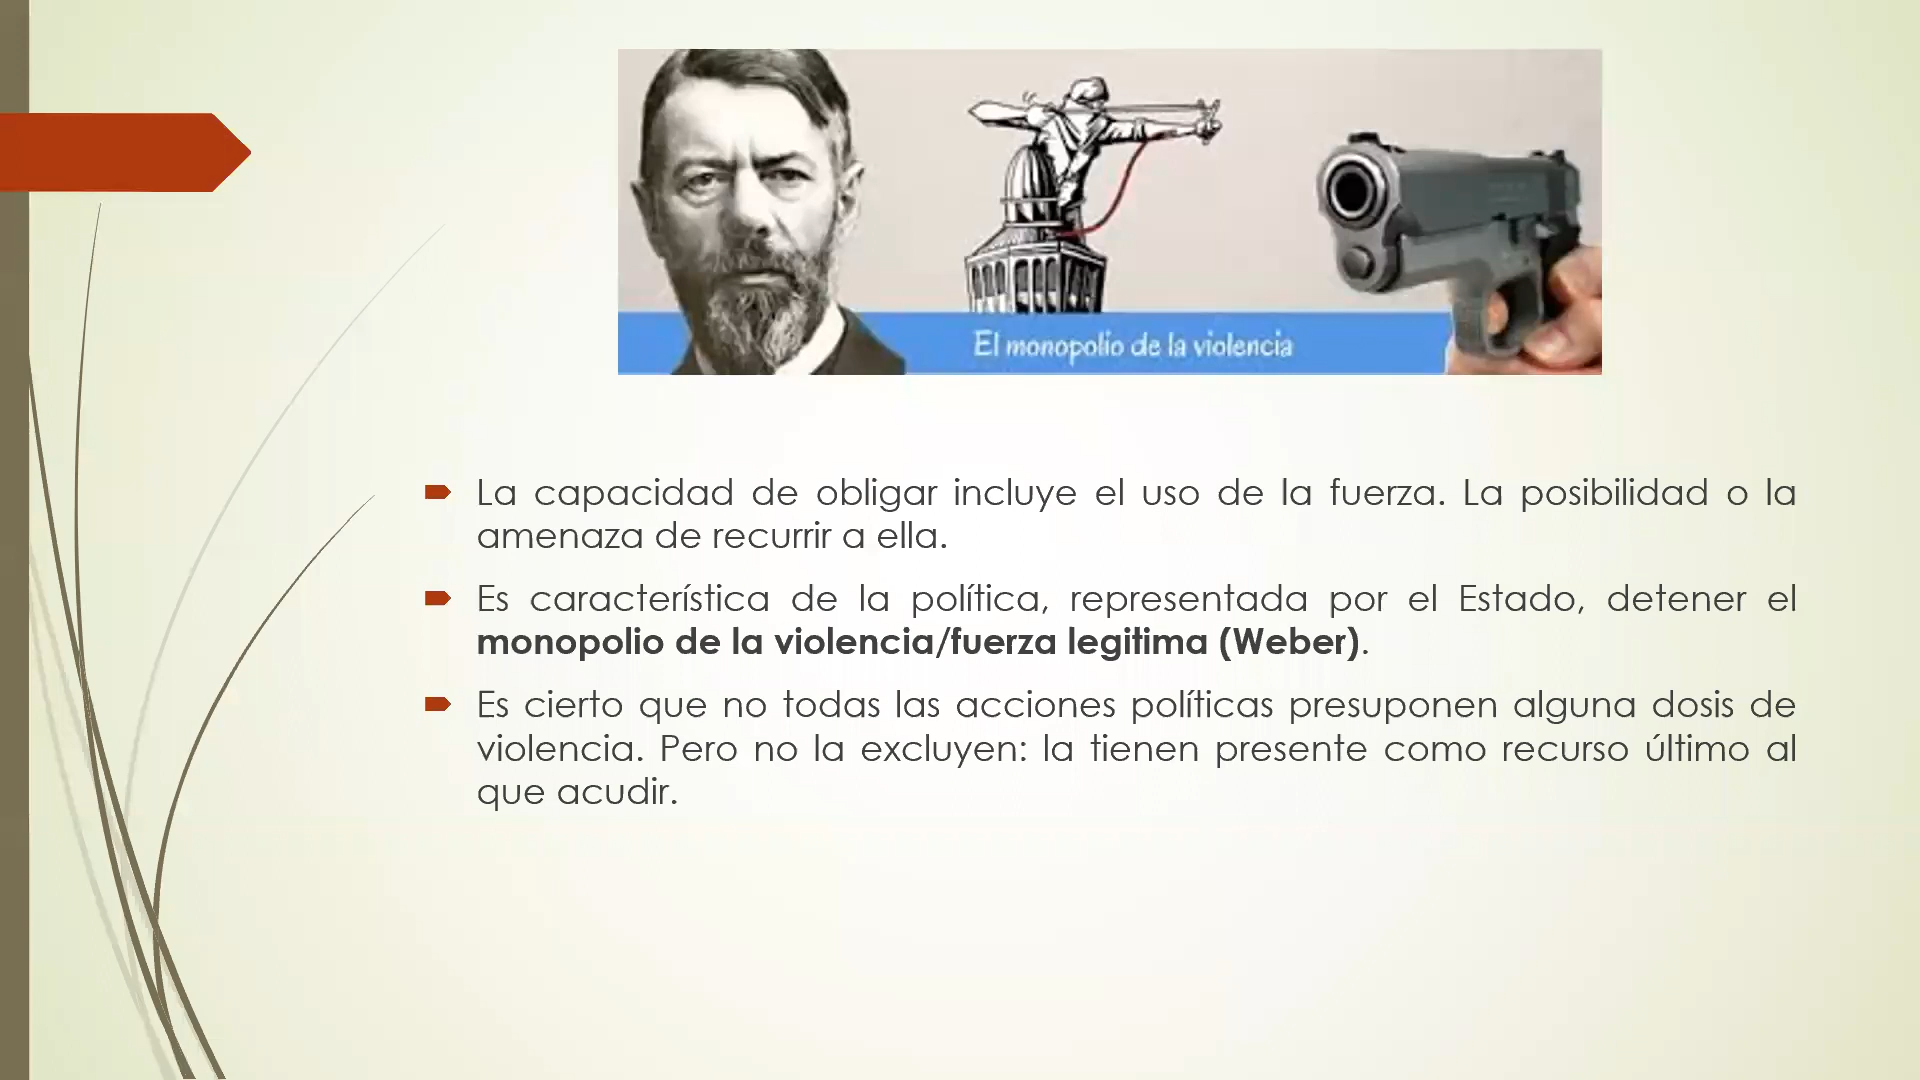 El monopolio de la violencia
La capacidad de obligar incluye el uso de la fuerza. La posibilidad o la
amenaza de recurrir a ella.
Es característica de la política, representada por el Estado, detener el
monopolio de la violencia/fuerza legitima (Weber).
Es cierto que no todas las acciones políticas presuponen alguna dosis de
violencia. Pero no la excluyen: la tienen presente como recurso último al
que acudir.